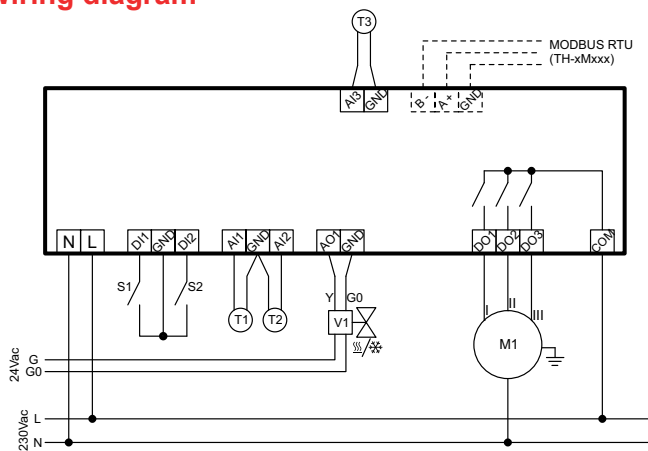 wiring diagram
T3
MODBUS RTU
(TH-xMxxx)
AI3 GND B - A + GND
N L DI1 GND DI2 AI1 GND AI2 AO1 GND DO1 DO2 DO3 COM
S1 S2 Y G0 I II III
T1 T2 V1 M1
24Vac G
G0
230Vac L
N